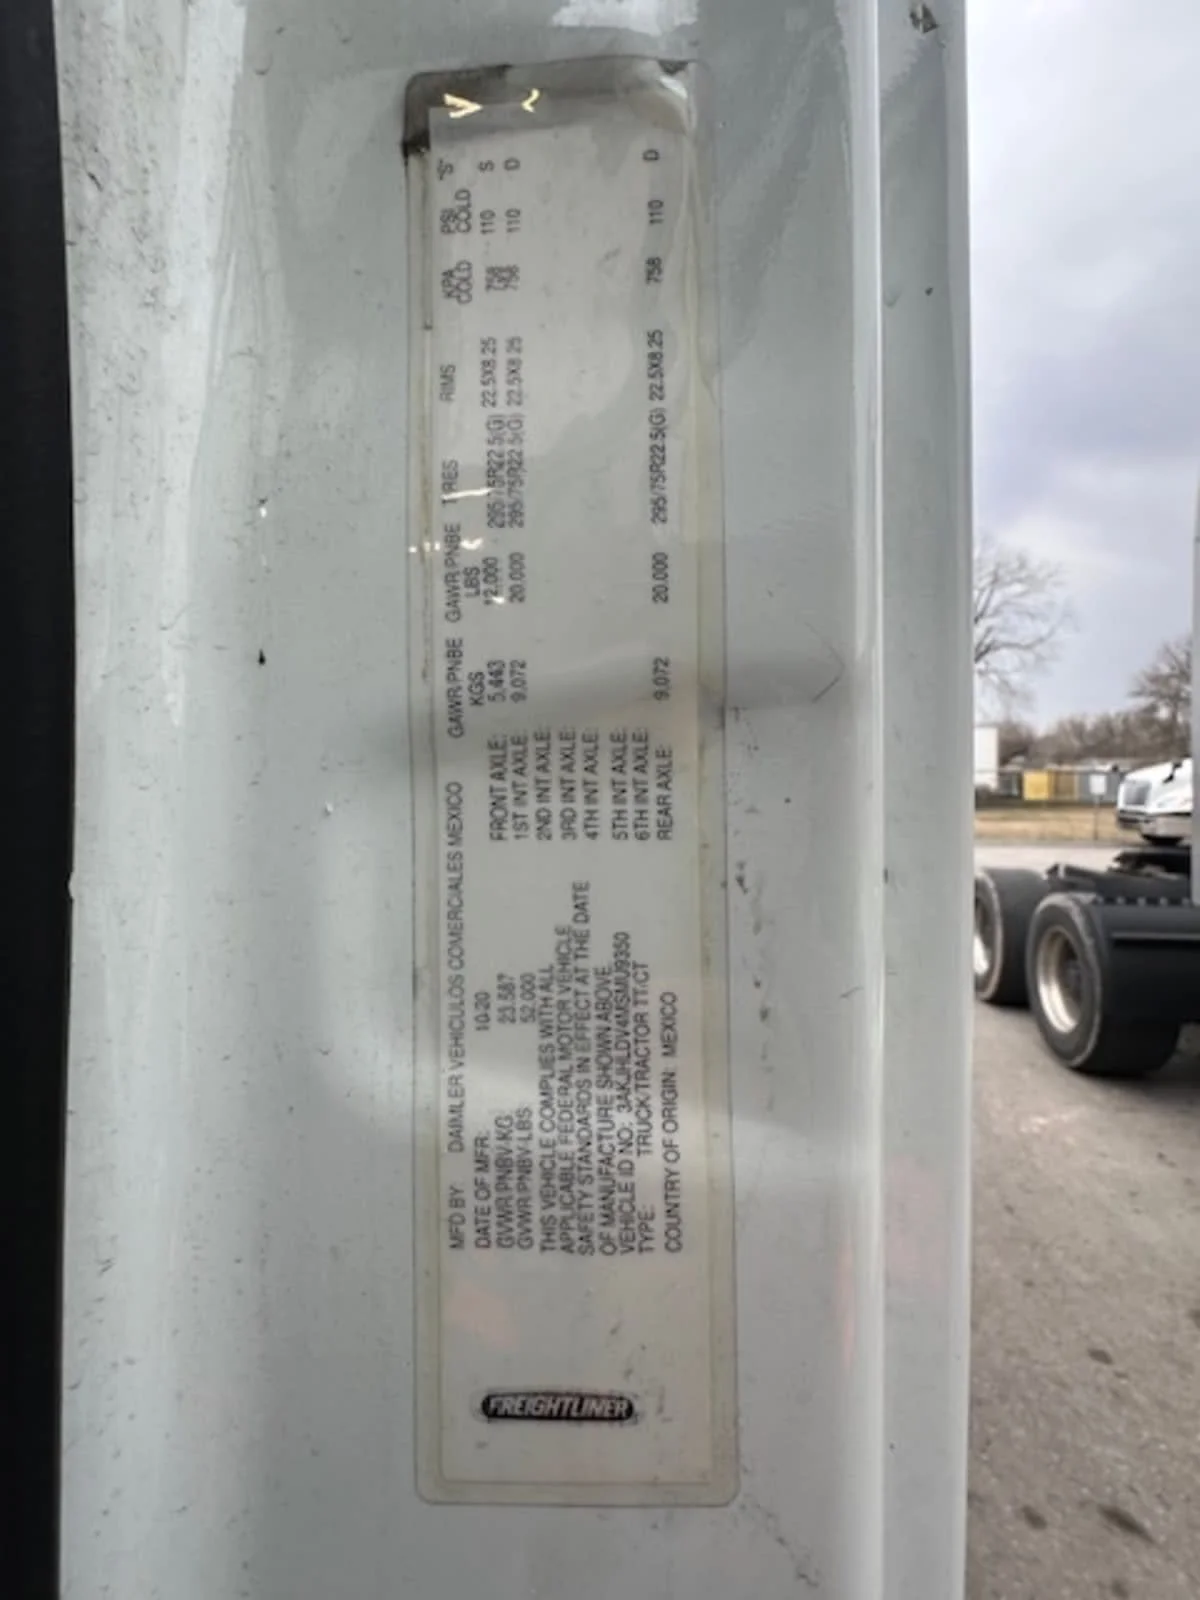 FREIGHTLINER
MFD BY: DAIMLER VEHICULOS COMERCIALES MEXICO
DATE OF MFR: 10-20
GVWR/PNBV-KG 23,587
GVWR/PNBV-LBS 52,000
THIS VEHICLE COMPLIES WITH ALL
APPLICABLE FEDERAL MOTOR VEHICLE
SAFETY STANDARDS IN EFFECT AT THE DATE
OF MANUFACTURE SHOWN ABOVE
VEHICLE ID NO: 3AKJHLDV4MSMU9350
TYPE: TRUCK/TRACTOR TT/CT
COUNTRY OF ORIGIN: MEXICO
GAWR/PNBE GAWR/PNBE TIRES RIMS KPA PSI "S"
KGS LBS COLD COLD
FRONT AXLE: 5,443 12,000 295/75R22.5(G) 22.5X8.25 758 110 S
1ST INT AXLE: 9,072 20,000 295/75R22.5(G) 22.5X8.25 758 110 D
2ND INT AXLE:
3RD INT AXLE:
4TH INT AXLE:
5TH INT AXLE:
6TH INT AXLE:
REAR AXLE: 9,072 20,000 295/75R22.5(G) 22.5X8.25 758 110 D